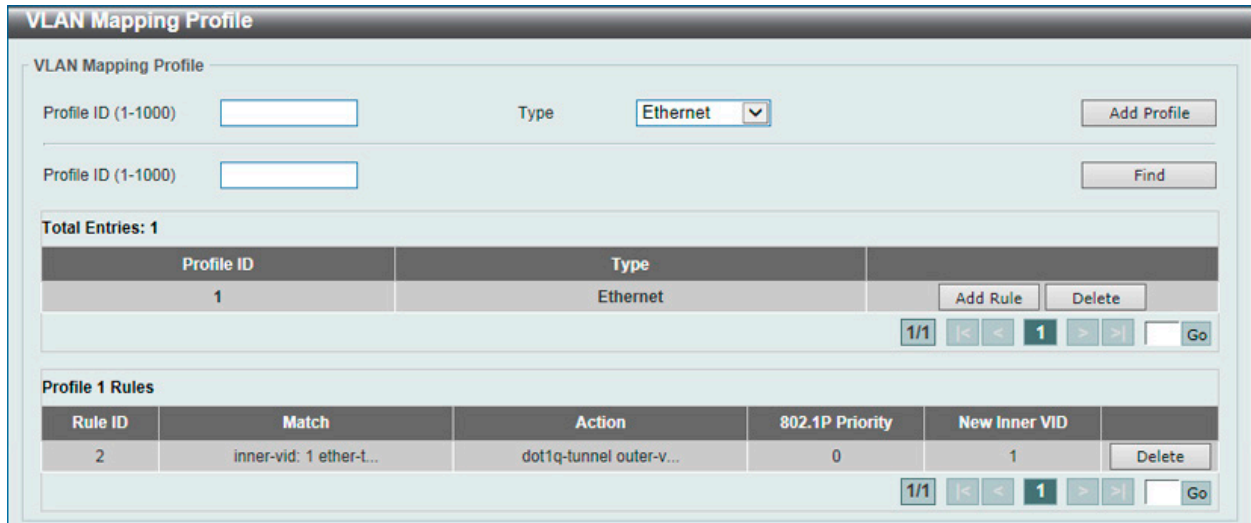 VLAN Mapping Profile
VLAN Mapping Profile
Profile ID (1-1000) Type Ethernet Add Profile
Profile ID (1-1000) Find
Total Entries: 1
Profile ID Type
1 Ethernet Add Rule Delete
1/1 |< < 1 > >| Go
Profile 1 Rules
Rule ID Match Action 802.1P Priority New Inner VID
2 inner-vid: 1 ether-t... dot1q-tunnel outer-v... 0 1 Delete
1/1 |< < 1 > >| Go